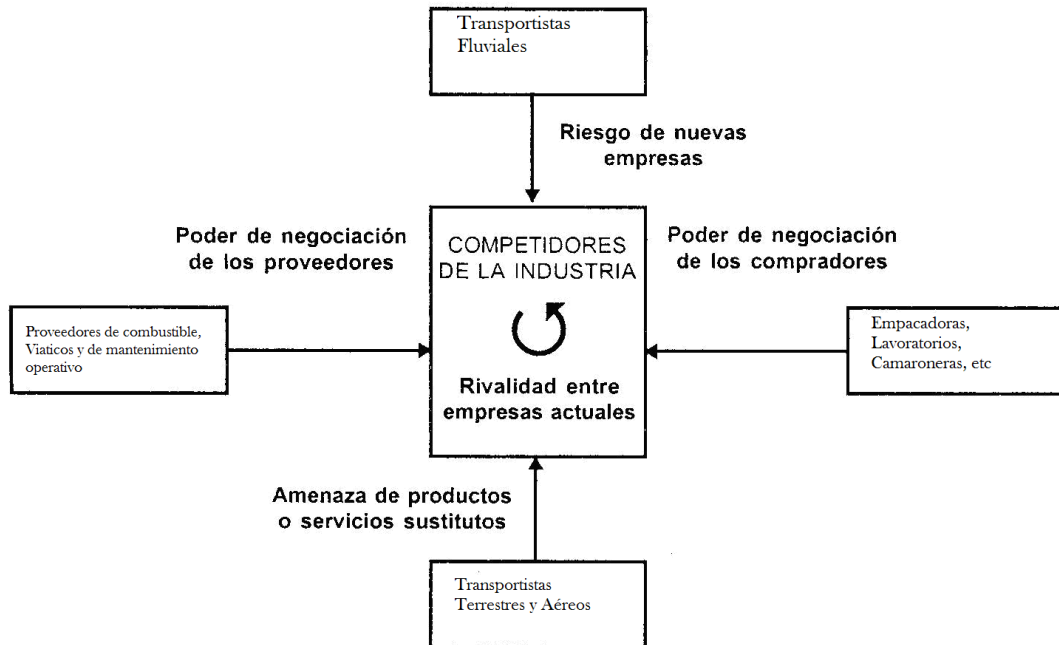 Transportistas
Fluviales
Riesgo de nuevas
empresas
Poder de negociación
de los proveedores
COMPETIDORES
DE LA INDUSTRIA
Rivalidad entre
empresas actuales
Poder de negociación
de los compradores
Proveedores de combustible,
Viaticos y de mantenimiento
operativo
Empacadoras,
Lavoratorios,
Camaroneras, etc
Amenaza de productos
o servicios sustitutos
Transportistas
Terrestres y Aéreos